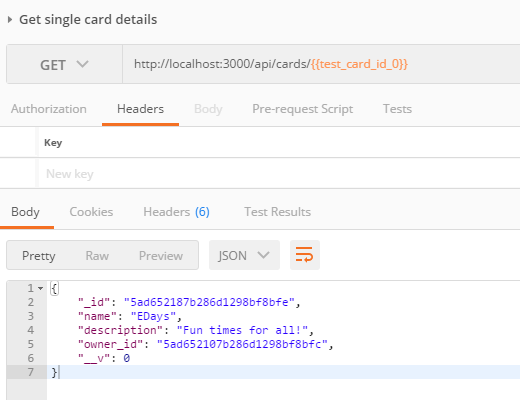 Get single card details
GET http://localhost:3000/api/cards/{{test_card_id_0}}
Authorization Headers Body Pre-request Script Tests
Key
New key
Body Cookies Headers (6) Test Results
Pretty Raw Preview JSON
1 {
2 "_id": "5ad652187b286d1298bf8bfe",
3 "name": "EDays",
4 "description": "Fun times for all!",
5 "owner_id": "5ad652107b286d1298bf8bfc",
6 "__v": 0
7 }